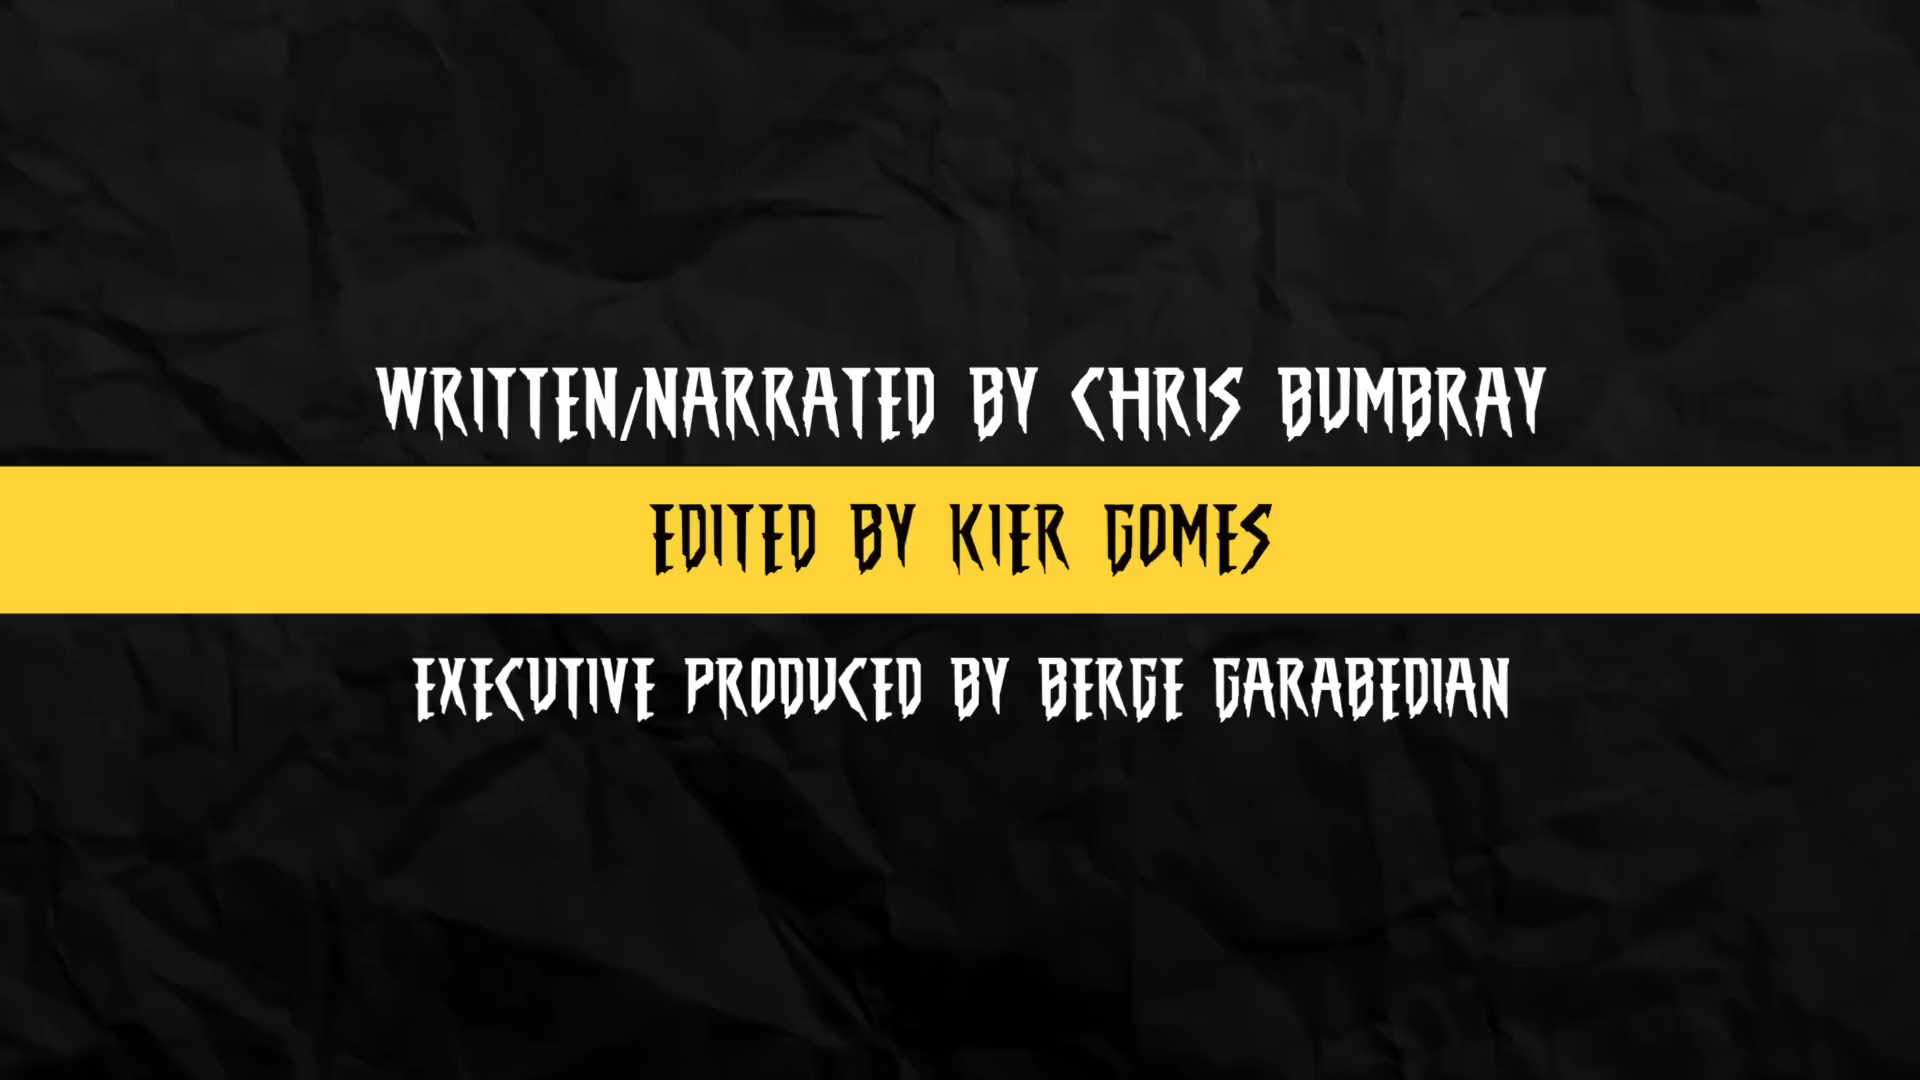 WRITTEN/NARRATED BY CHRIS BUMBRAY
EDITED BY KIER GOMES
EXECUTIVE PRODUCED BY BERGE GARABEDIAN